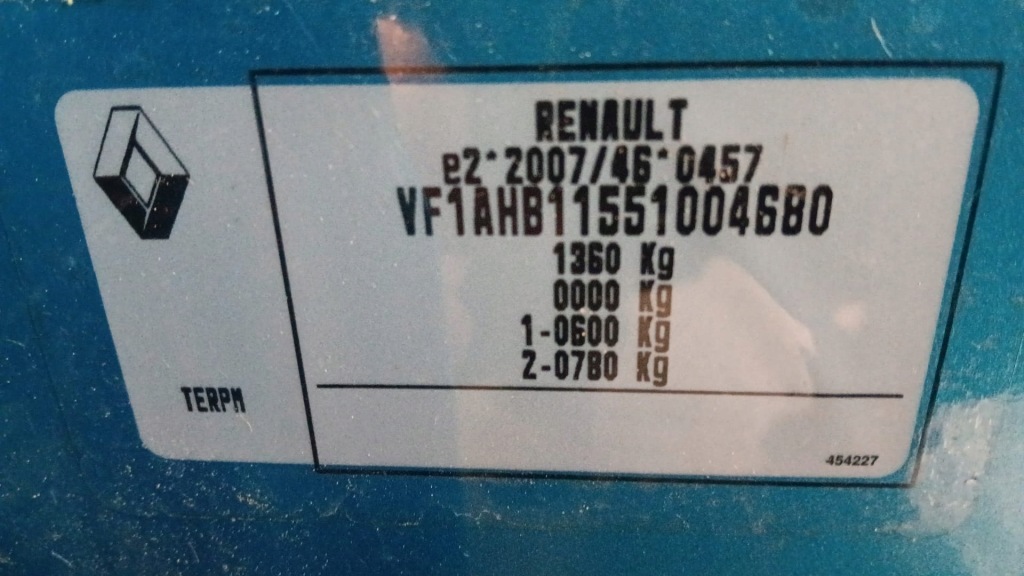 RENAULT
e2*2007/46*0457
VF1AHB11551004680
1360 Kg
0000 Kg
1-0600 Kg
2-0780 Kg
TERPM
454227